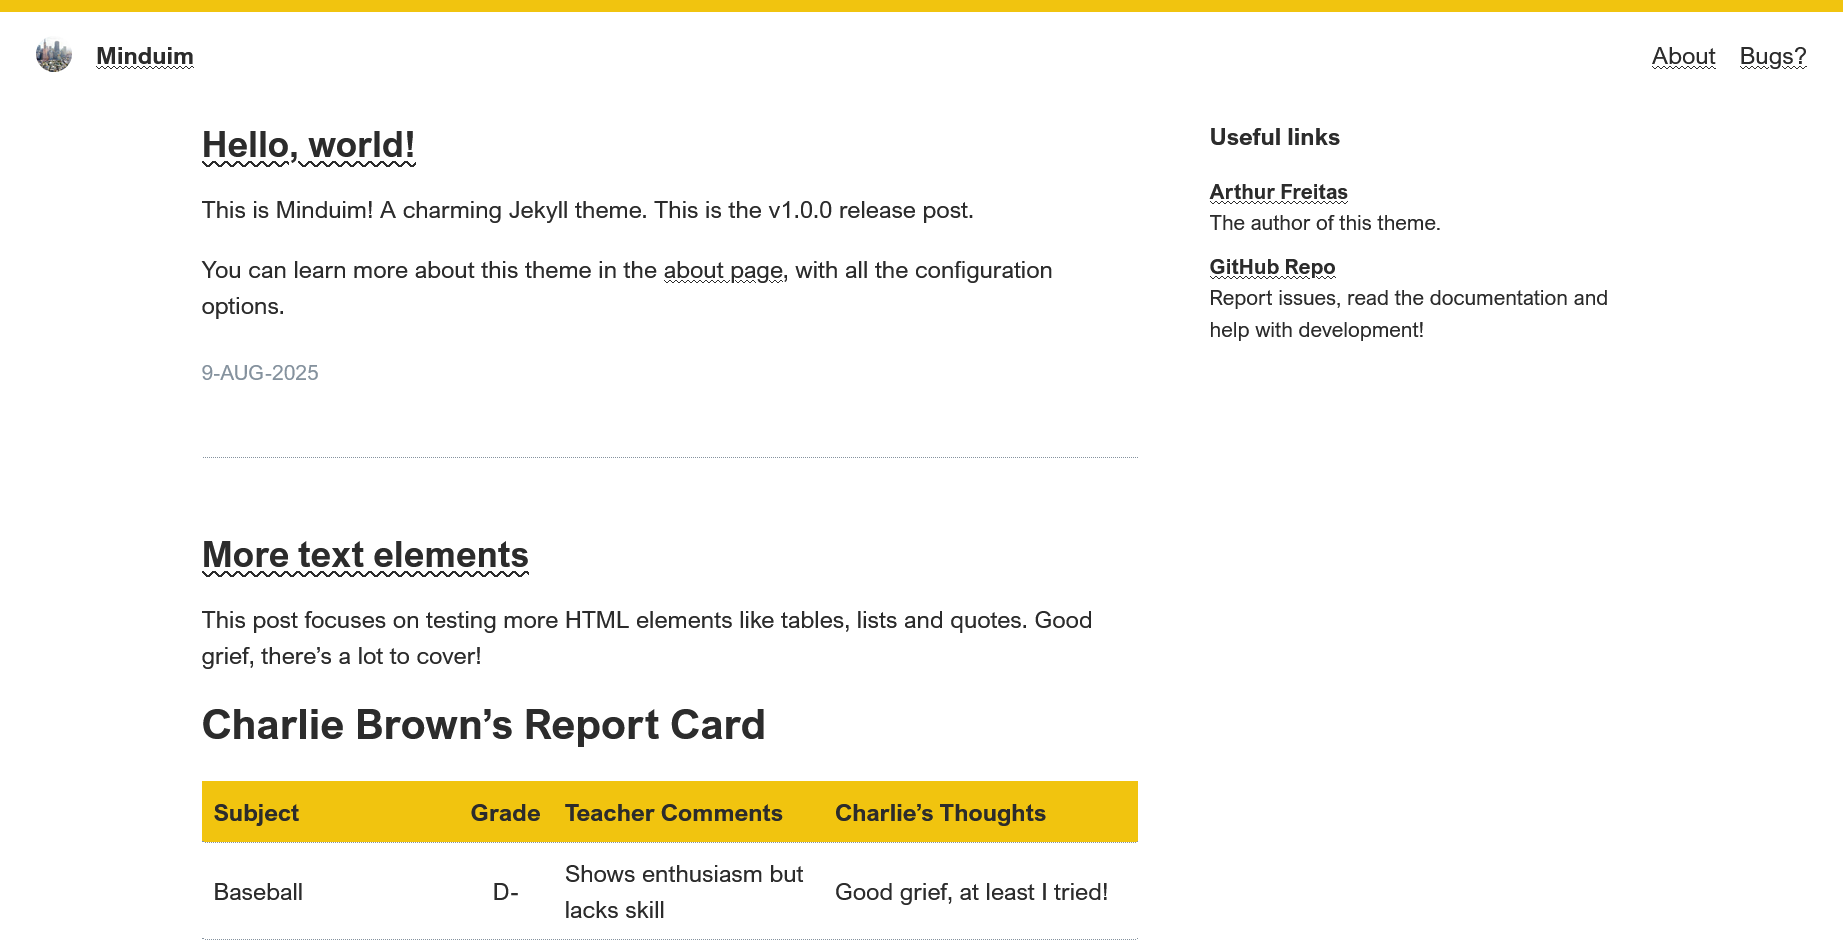 Minduim
About Bugs?
Hello, world!
This is Minduim! A charming Jekyll theme. This is the v1.0.0 release post.
You can learn more about this theme in the about page, with all the configuration
options.
9-AUG-2025
Useful links
Arthur Freitas
The author of this theme.
GitHub Repo
Report issues, read the documentation and
help with development!
More text elements
This post focuses on testing more HTML elements like tables, lists and quotes. Good
grief, there’s a lot to cover!
Charlie Brown’s Report Card
Subject Grade Teacher Comments Charlie’s Thoughts
Baseball D- Shows enthusiasm but
lacks skill Good grief, at least I tried!